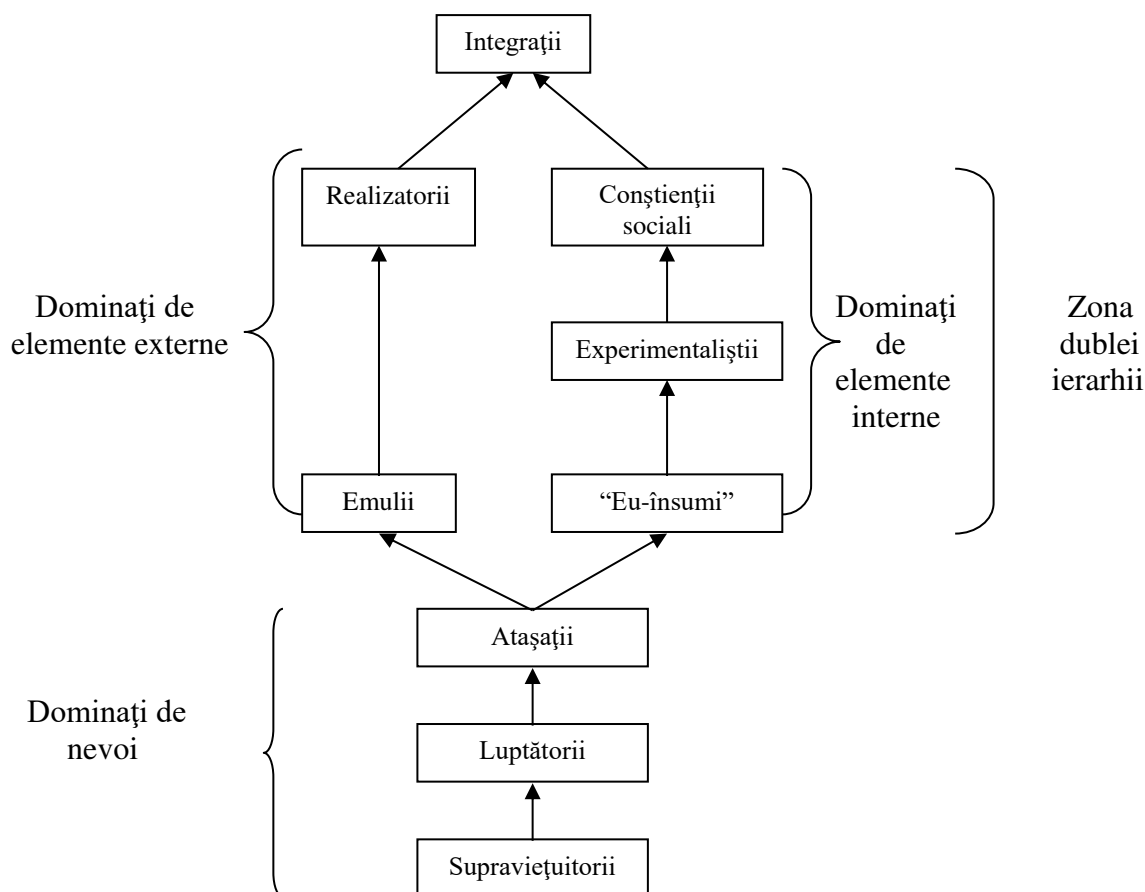 Integraţii
Realizatorii
Conştienţii
sociali
Dominaţi de
elemente externe
Experimentaliştii
Dominaţi
de
elemente
interne
Zona
dublei
ierarhii
Emulii
“Eu-însumi”
Ataşaţii
Dominaţi de
nevoi
Luptătorii
Supravieţuitorii